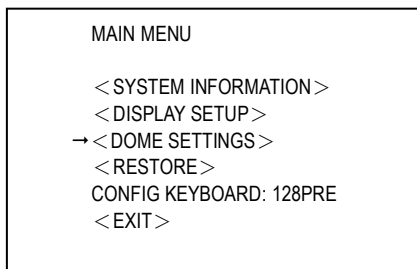 MAIN MENU
<SYSTEM INFORMATION>
<DISPLAY SETUP>
→<DOME SETTINGS>
<RESTORE>
CONFIG KEYBOARD: 128PRE
<EXIT>